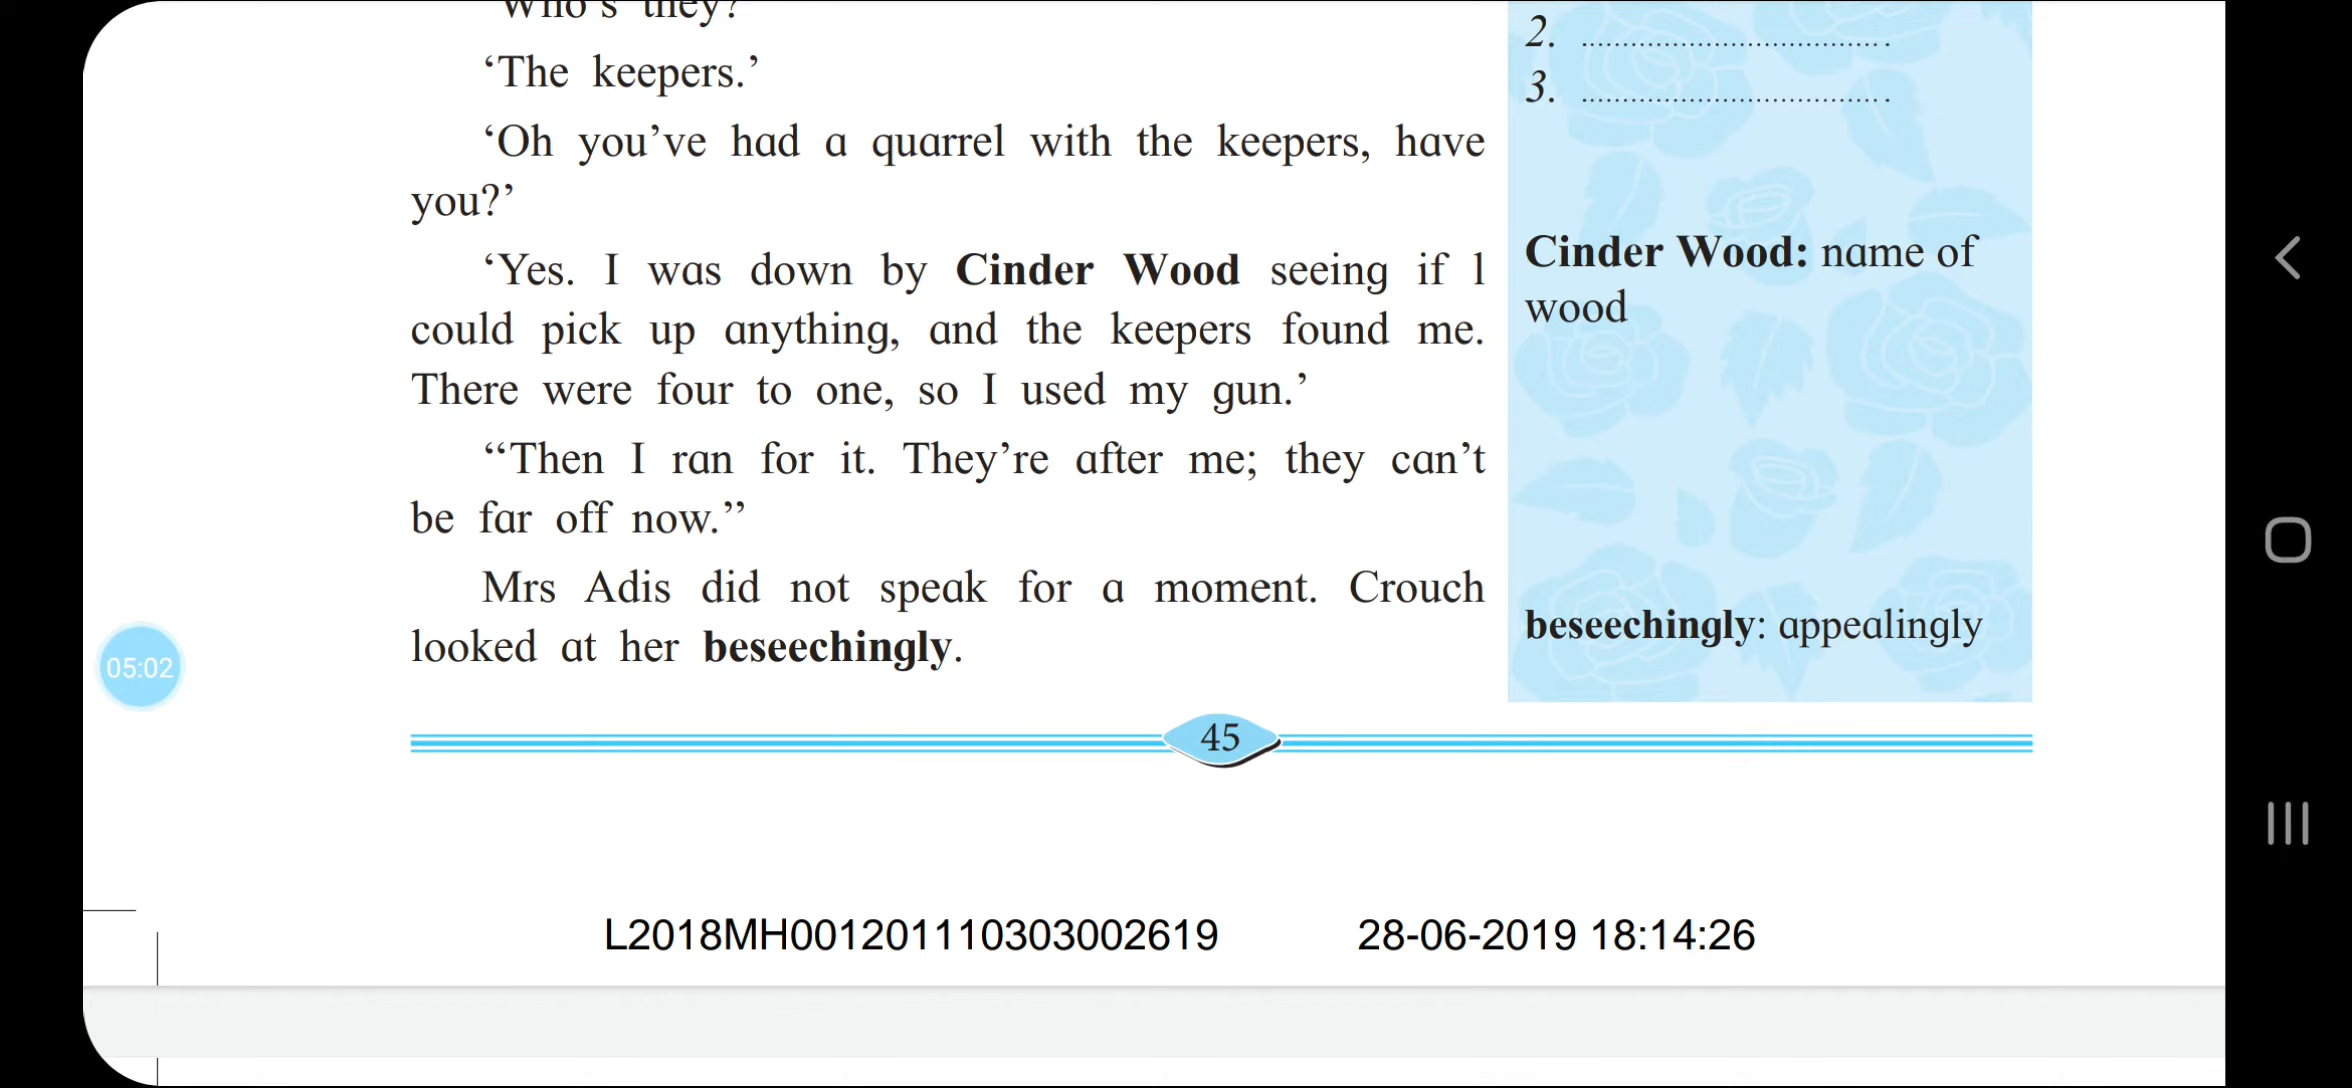 Who's they?
‘The keepers.’
‘Oh you’ve had a quarrel with the keepers, have
you?’
‘Yes. I was down by Cinder Wood seeing if l
could pick up anything, and the keepers found me.
There were four to one, so I used my gun.’
“Then I ran for it. They’re after me; they can’t
be far off now.”
Mrs Adis did not speak for a moment. Crouch
looked at her beseechingly.
2. .................................... .
3. .................................... .
Cinder Wood: name of
wood
beseechingly: appealingly
05:02
45
L2018MH001201110303002619 28-06-2019 18:14:26